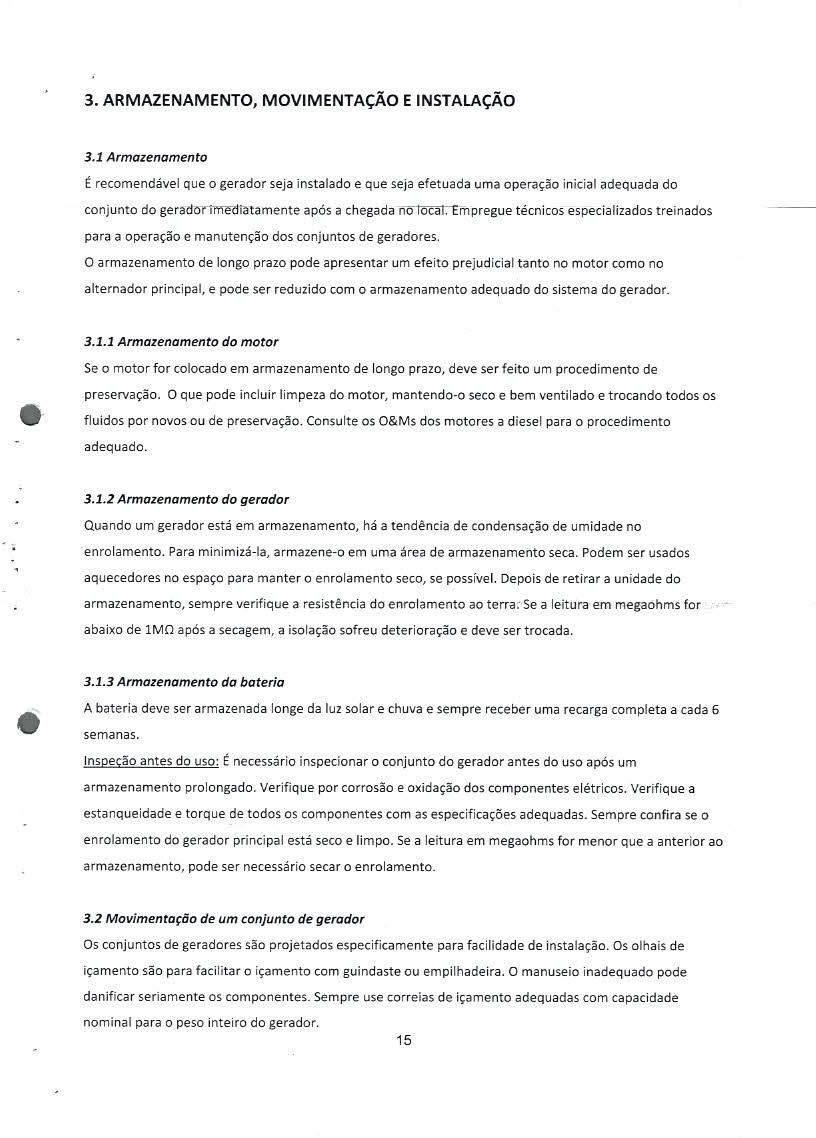 3. ARMAZENAMENTO, MOVIMENTAÇÃO E INSTALAÇÃO
3.1 Armazenamento
É recomendável que o gerador seja instalado e que seja efetuada uma operação inicial adequada do
conjunto do gerador imediatamente após a chegada no local. Empregue técnicos especializados treinados
para a operação e manutenção dos conjuntos de geradores.
O armazenamento de longo prazo pode apresentar um efeito prejudicial tanto no motor como no
alternador principal, e pode ser reduzido com o armazenamento adequado do sistema do gerador.
3.1.1 Armazenamento do motor
Se o motor for colocado em armazenamento de longo prazo, deve ser feito um procedimento de
preservação. O que pode incluir limpeza do motor, mantendo-o seco e bem ventilado e trocando todos os
fluidos por novos ou de preservação. Consulte os O&Ms dos motores a diesel para o procedimento
adequado.
3.1.2 Armazenamento do gerador
Quando um gerador está em armazenamento, há a tendência de condensação de umidade no
enrolamento. Para minimizá-la, armazene-o em uma área de armazenamento seca. Podem ser usados
aquecedores no espaço para manter o enrolamento seco, se possível. Depois de retirar a unidade do
armazenamento, sempre verifique a resistência do enrolamento ao terra. Se a leitura em megaohms for
abaixo de 1MΩ após a secagem, a isolação sofreu deterioração e deve ser trocada.
3.1.3 Armazenamento da bateria
A bateria deve ser armazenada longe da luz solar e chuva e sempre receber uma recarga completa a cada 6
semanas.
Inspeção antes do uso: É necessário inspecionar o conjunto do gerador antes do uso após um
armazenamento prolongado. Verifique por corrosão e oxidação dos componentes elétricos. Verifique a
estanqueidade e torque de todos os componentes com as especificações adequadas. Sempre confira se o
enrolamento do gerador principal está seco e limpo. Se a leitura em megaohms for menor que a anterior ao
armazenamento, pode ser necessário secar o enrolamento.
3.2 Movimentação de um conjunto de gerador
Os conjuntos de geradores são projetados especificamente para facilidade de instalação. Os olhais de
içamento são para facilitar o içamento com guindaste ou empilhadeira. O manuseio inadequado pode
danificar seriamente os componentes. Sempre use correias de içamento adequadas com capacidade
nominal para o peso inteiro do gerador.
15